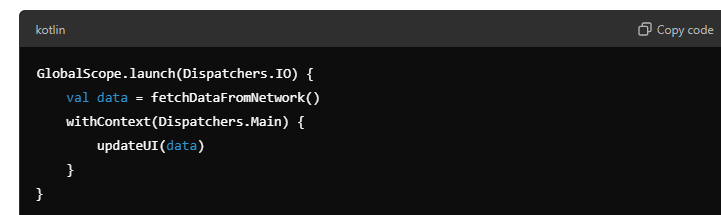 kotlin
Copy code
GlobalScope.launch(Dispatchers.IO) {
    val data = fetchDataFromNetwork()
    withContext(Dispatchers.Main) {
        updateUI(data)
    }
}